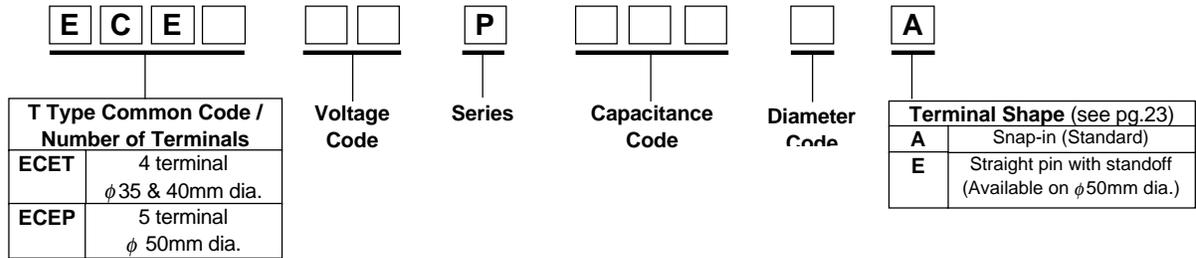 E C E P A
T Type Common Code /
Number of Terminals
ECET 4 terminal
ϕ35 & 40mm dia.
ECEP 5 terminal
ϕ 50mm dia.
Voltage
Code
Series
Capacitance
Code
Diameter
Code
Terminal Shape (see pg.23)
A Snap-in (Standard)
E Straight pin with standoff
(Available on ϕ50mm dia.)